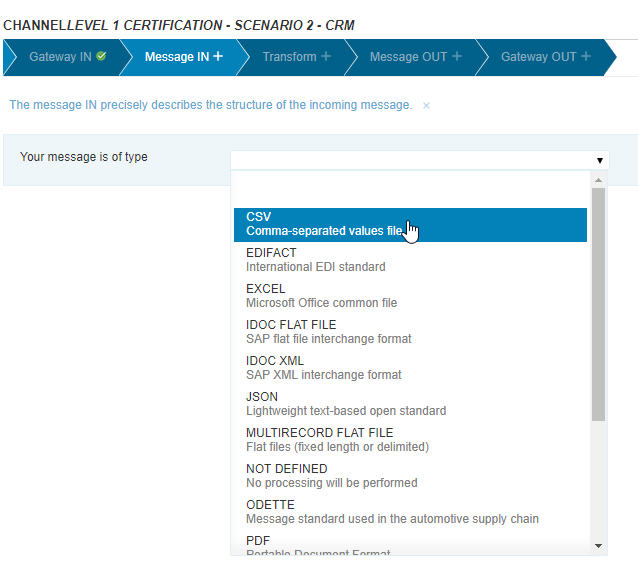 CHANNELLEVEL 1 CERTIFICATION - SCENARIO 2 - CRM
Gateway IN
Message IN +
Transform +
Message OUT +
Gateway OUT +
The message IN precisely describes the structure of the incoming message. ×
Your message is of type
CSV
Comma-separated values file
EDIFACT
International EDI standard
EXCEL
Microsoft Office common file
IDOC FLAT FILE
SAP flat file interchange format
IDOC XML
SAP XML interchange format
JSON
Lightweight text-based open standard
MULTIRECORD FLAT FILE
Flat files (fixed length or delimited)
NOT DEFINED
No processing will be performed
ODETTE
Message standard used in the automotive supply chain
PDF
Portable Document Format